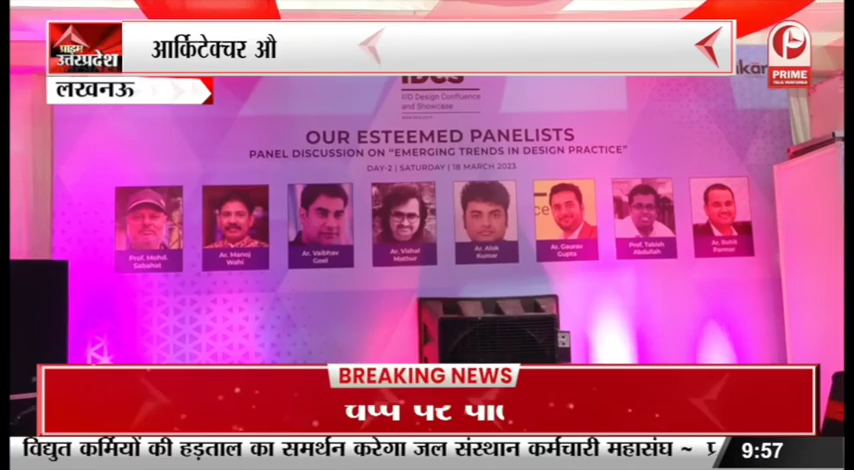 प्राइम
उत्तरप्रदेश
आर्किटेक्चर औ
PRIME
लखनऊ
IIID Design Confluence
and Showcase
OUR ESTEEMED PANELISTS
PANEL DISCUSSION ON "EMERGING TRENDS IN DESIGN PRACTICE"
DAY-2 | SATURDAY | 18 MARCH 2023
Prof. Mohd. Sabahat
Ar. Manoj Wahi
Ar. Vaibhav Goel
Ar. Vishal Mathur
Ar. Alok Kumar
Ar. Gaurav Gupta
Prof. Tabish Abdullah
Ar. Rohit Parmar
BREAKING NEWS
विद्युत कर्मियों की हड़ताल का समर्थन करेगा जल संस्थान कर्मचारी महासंघ ~
9:57